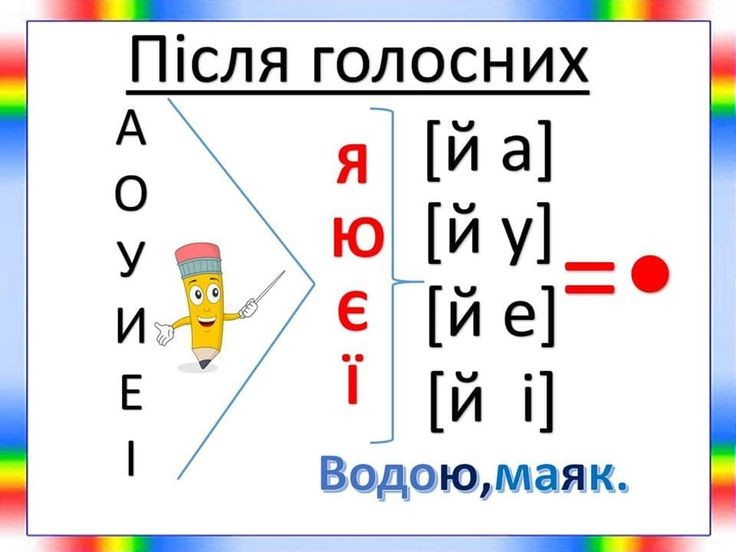 Після голосних
А
О
У
И
Е
І
я
ю
є
ї
[й а]
[й у]
[й е]
[й і]
=•
Водою,маяк.